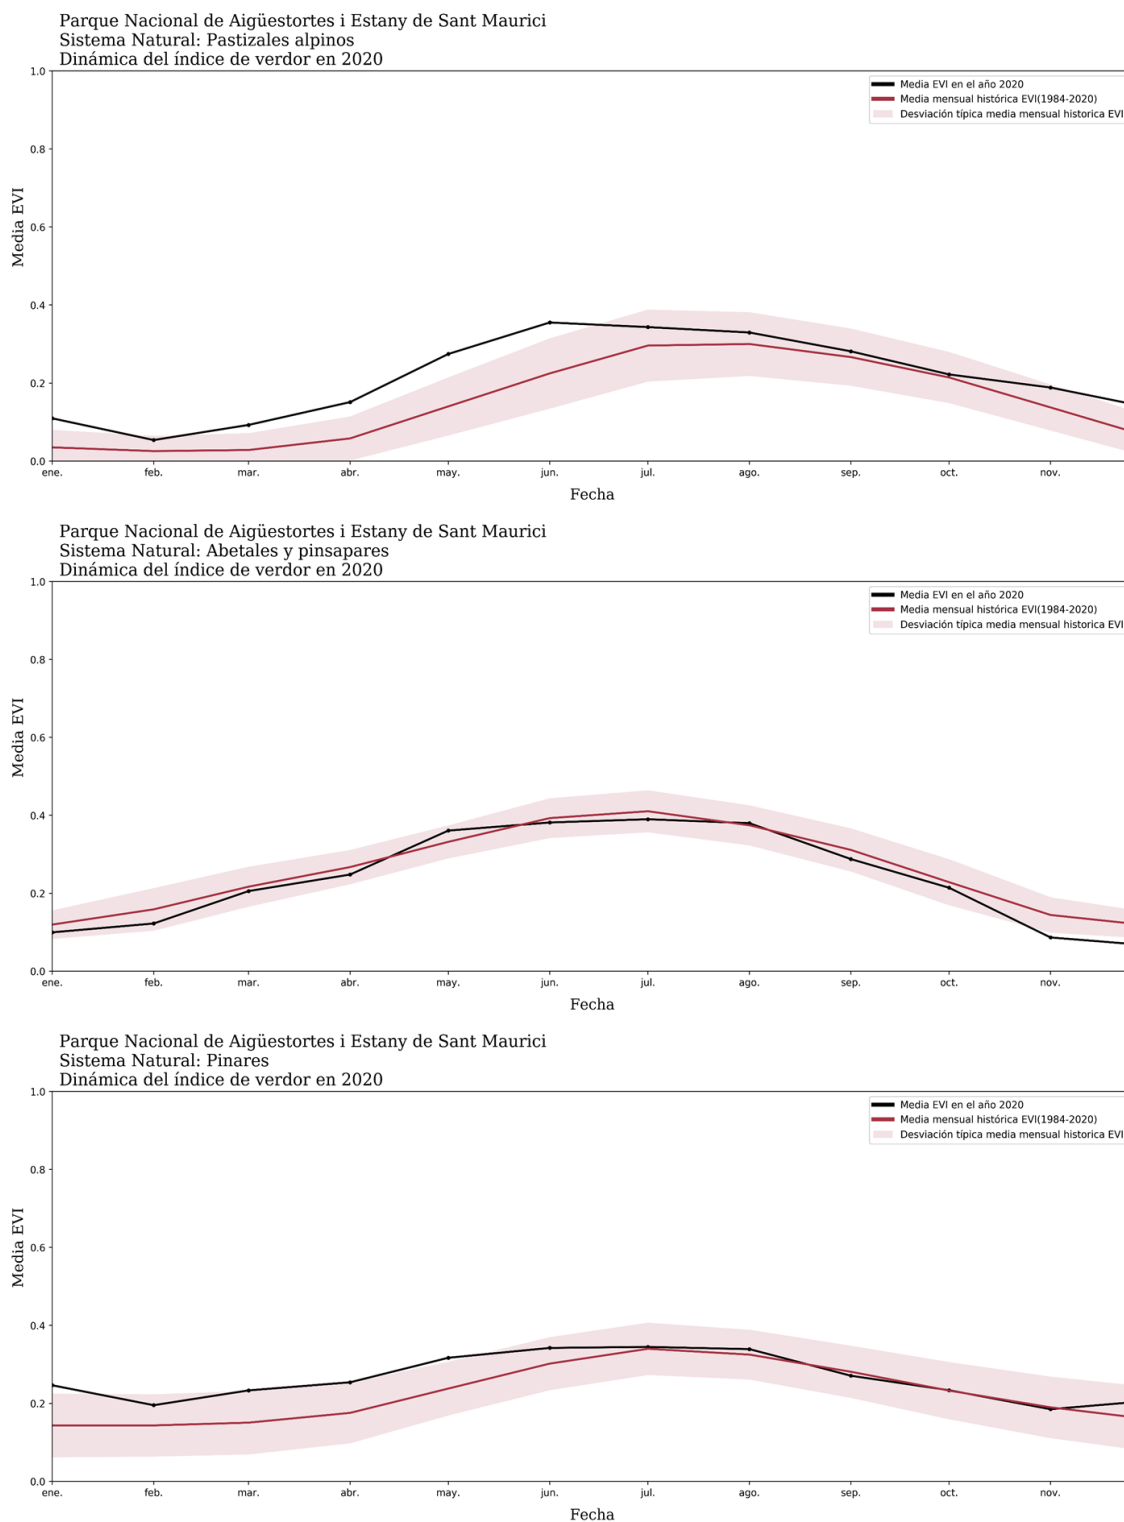 Parque Nacional de Aigüestortes i Estany de Sant Maurici
Sistema Natural: Pastizales alpinos
Dinámica del índice de verdor en 2020
1.0
Media EVI en el año 2020
Media mensual histórica EVI(1984-2020)
Desviación típica media mensual historica EVI
0.8
0.6
Media EVI
0.4
0.2
0.0
ene. feb. mar. abr. may. jun. jul. ago. sep. oct. nov.
Fecha
Parque Nacional de Aigüestortes i Estany de Sant Maurici
Sistema Natural: Abetales y pinsapares
Dinámica del índice de verdor en 2020
1.0
Media EVI en el año 2020
Media mensual histórica EVI(1984-2020)
Desviación típica media mensual historica EVI
0.8
0.6
Media EVI
0.4
0.2
0.0
ene. feb. mar. abr. may. jun. jul. ago. sep. oct. nov.
Fecha
Parque Nacional de Aigüestortes i Estany de Sant Maurici
Sistema Natural: Pinares
Dinámica del índice de verdor en 2020
1.0
Media EVI en el año 2020
Media mensual histórica EVI(1984-2020)
Desviación típica media mensual historica EVI
0.8
0.6
Media EVI
0.4
0.2
0.0
ene. feb. mar. abr. may. jun. jul. ago. sep. oct. nov.
Fecha